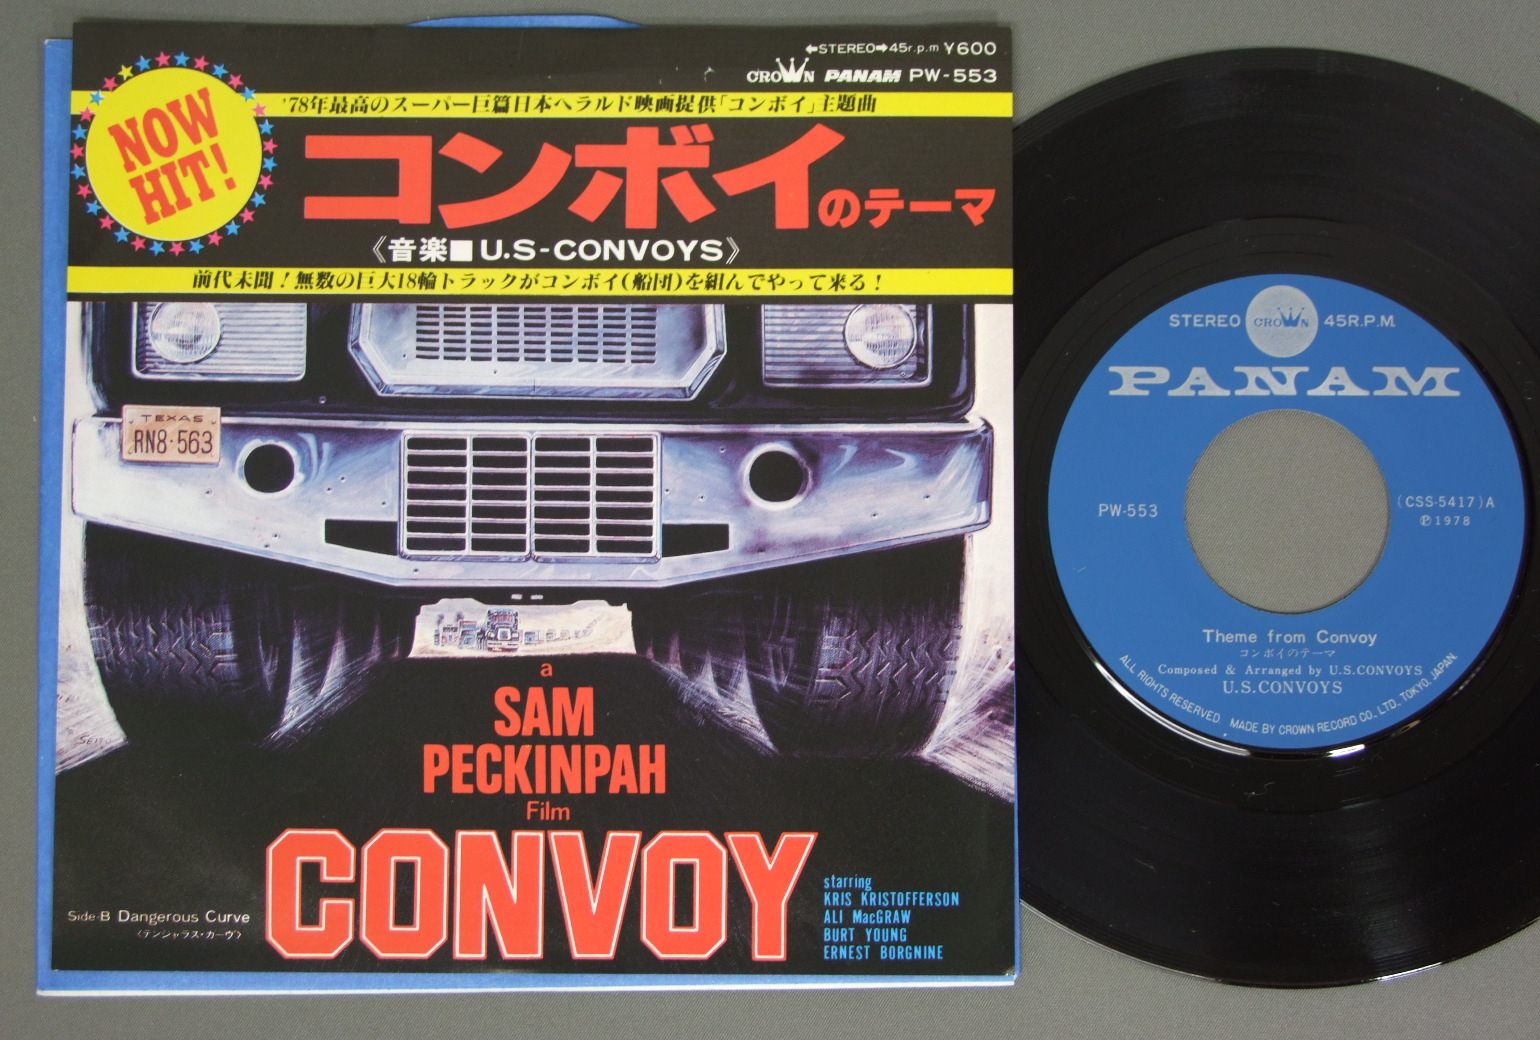 ←STEREO→45r.p.m ¥600
CROWN PANAM PW-553
NOW
HIT!
'78年最高のスーパー巨篇日本ヘラルド映画提供「コンボイ」主題曲
コンボイのテーマ
《音楽■U.S-CONVOYS》
前代未聞!無数の巨大18輪トラックがコンボイ(船団)を組んでやって来る!
TEXAS
RN8·563
SEITO
a
SAM
PECKINPAH
Film
CONVOY
starring
KRIS KRISTOFFERSON
ALI MacGRAW
BURT YOUNG
ERNEST BORGNINE
Side-B Dangerous Curve
〈デンジャラス・カーヴ〉
STEREO CROWN 45R.P.M.
PANAM
PW-553
(CSS-5417)A
Ⓟ1978
Theme from Convoy
コンボイのテーマ
Composed & Arranged by U.S.CONVOYS
U.S.CONVOYS
ALL RIGHTS RESERVED MADE BY CROWN RECORD CO., LTD. TOKYO, JAPAN